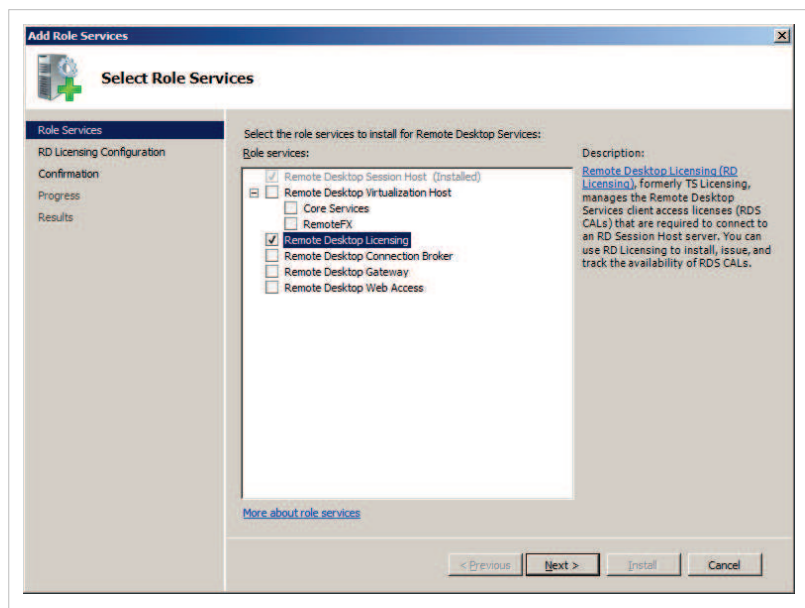 Add Role Services
Select Role Services
Role Services
RD Licensing Configuration
Confirmation
Progress
Results
Select the role services to install for Remote Desktop Services:
Role services:
Remote Desktop Session Host (Installed)
Remote Desktop Virtualization Host
Core Services
RemoteFX
Remote Desktop Licensing
Remote Desktop Connection Broker
Remote Desktop Gateway
Remote Desktop Web Access
More about role services
Description:
Remote Desktop Licensing (RD
Licensing), formerly TS Licensing,
manages the Remote Desktop
Services client access licenses (RDS
CALs) that are required to connect to
an RD Session Host server. You can
use RD Licensing to install, issue, and
track the availability of RDS CALs.
< Previous
Next >
Install
Cancel